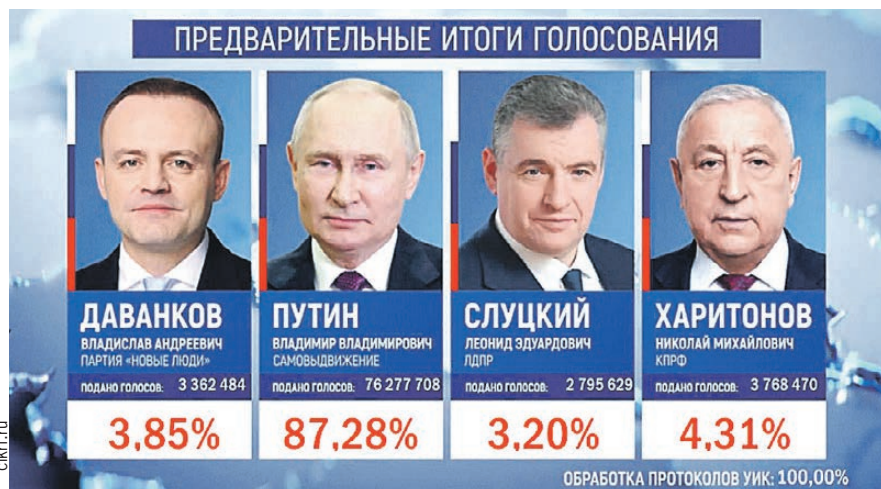 ПРЕДВАРИТЕЛЬНЫЕ ИТОГИ ГОЛОСОВАНИЯ
ДАВАНКОВ
ВЛАДИСЛАВ АНДРЕЕВИЧ
ПАРТИЯ «НОВЫЕ ЛЮДИ»
ПОДАНО ГОЛОСОВ: 3 362 484
3,85%
ПУТИН
ВЛАДИМИР ВЛАДИМИРОВИЧ
САМОВЫДВИЖЕНИЕ
ПОДАНО ГОЛОСОВ: 76 277 708
87,28%
СЛУЦКИЙ
ЛЕОНИД ЭДУАРДОВИЧ
ЛДПР
ПОДАНО ГОЛОСОВ: 2 795 629
3,20%
ХАРИТОНОВ
НИКОЛАЙ МИХАЙЛОВИЧ
КПРФ
ПОДАНО ГОЛОСОВ: 3 768 470
4,31%
ОБРАБОТКА ПРОТОКОЛОВ УИК: 100,00%
cikrf.ru